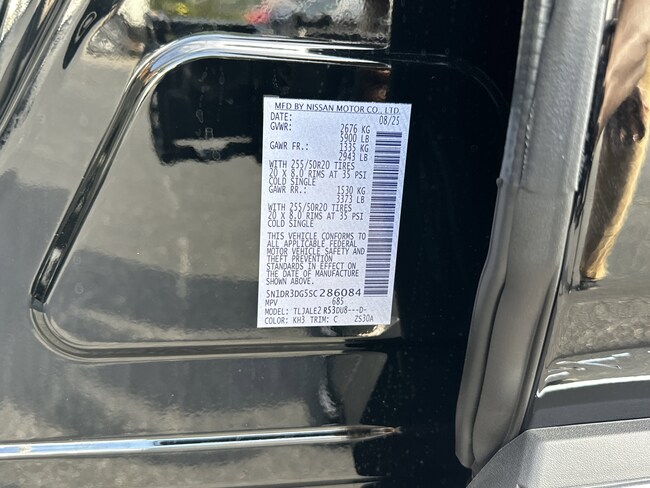 MFD BY NISSAN MOTOR CO., LTD.
DATE: 08/25
GVWR: 2676 KG
5900 LB
GAWR FR.: 1335 KG
2943 LB
WITH 255/50R20 TIRES
20 X 8.0 RIMS AT 35 PSI
COLD SINGLE
GAWR RR.: 1530 KG
3373 LB
WITH 255/50R20 TIRES
20 X 8.0 RIMS AT 35 PSI
COLD SINGLE
THIS VEHICLE CONFORMS TO
ALL APPLICABLE FEDERAL
MOTOR VEHICLE SAFETY AND
THEFT PREVENTION
STANDARDS IN EFFECT ON
THE DATE OF MANUFACTURE
SHOWN ABOVE.
5N1DR3DG5SC286084
MPV 685
MODEL: TLJALE2 R53DU8---D-
COLOR: KH3 TRIM: C ZS30A